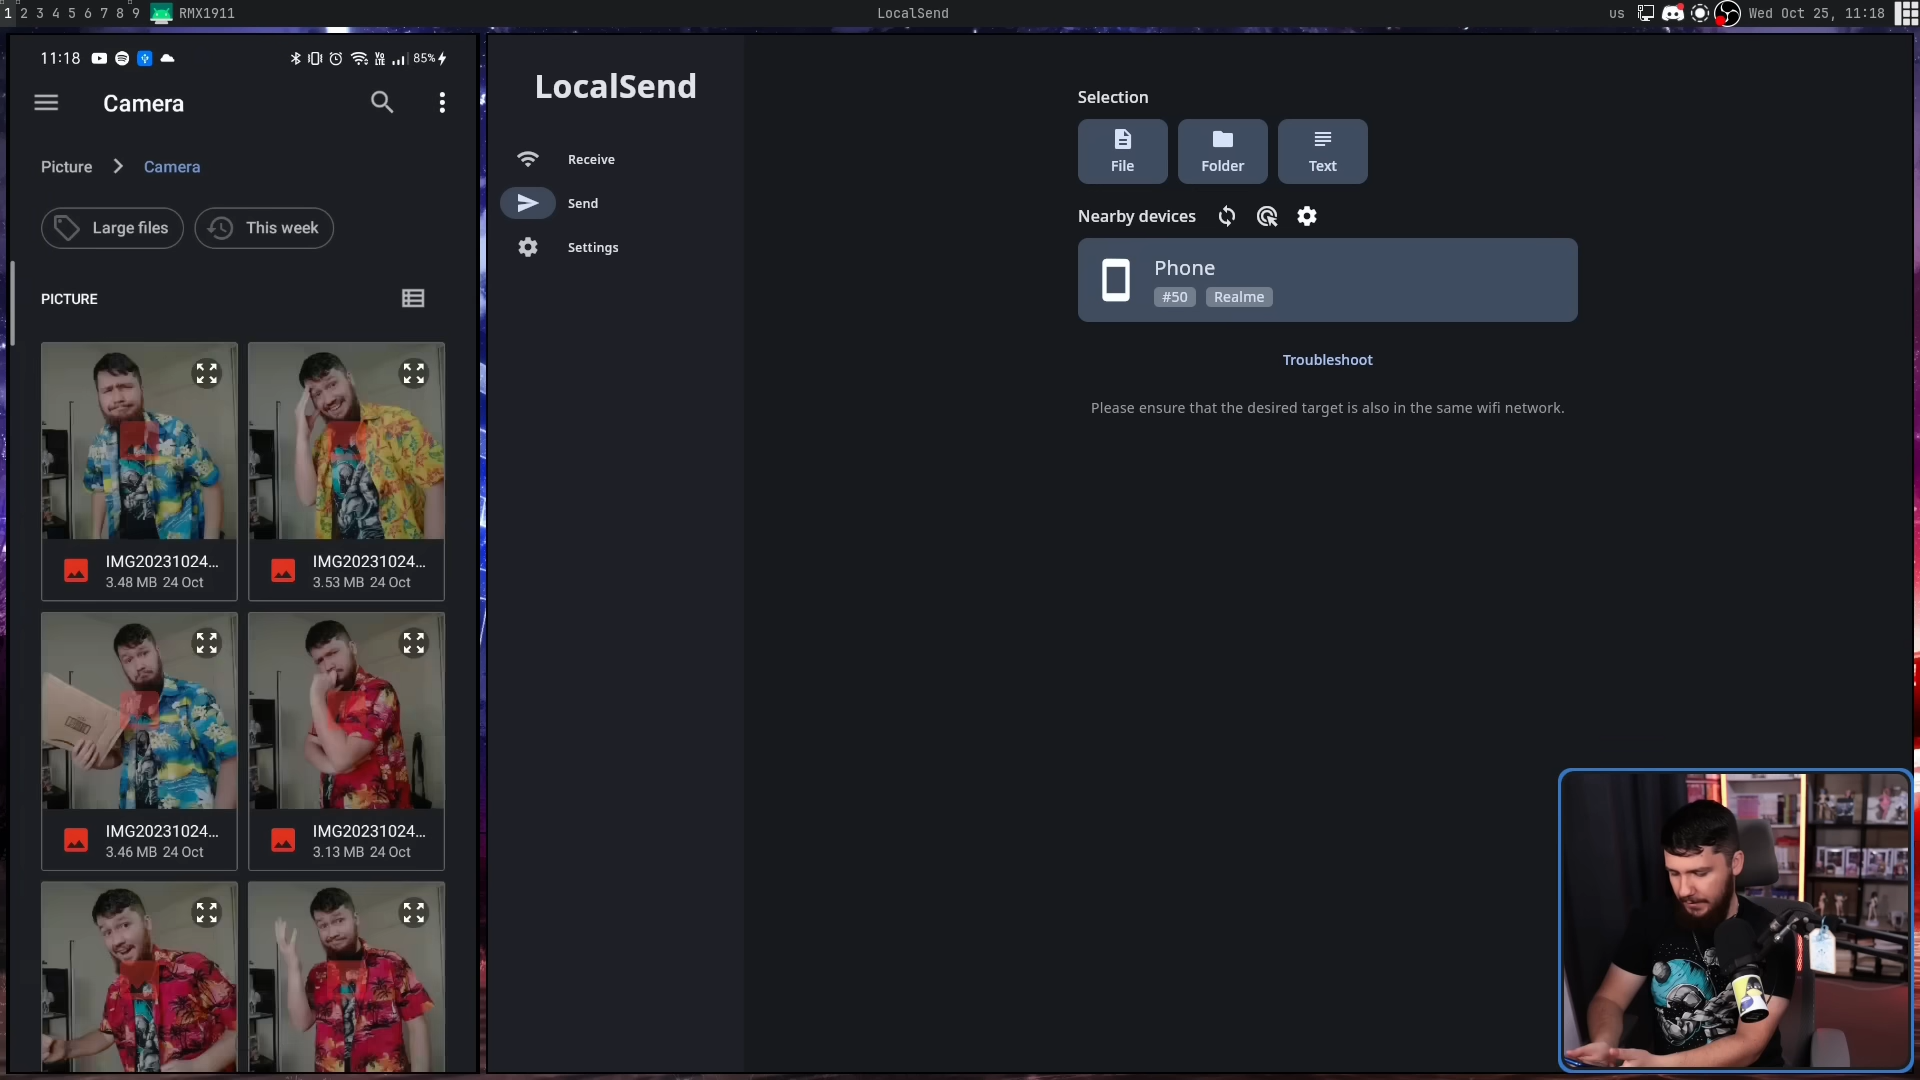 1 2 3 4 5 6 7 8 9 RMX1911
LocalSend
us Wed Oct 25, 11:18
11:18
85%
Camera
Picture > Camera
Large files
This week
PICTURE
IMG20231024...
3.48 MB 24 Oct
IMG20231024...
3.53 MB 24 Oct
IMG20231024...
3.46 MB 24 Oct
IMG20231024...
3.13 MB 24 Oct
LocalSend
Receive
Send
Settings
Selection
File
Folder
Text
Nearby devices
Phone
#50 Realme
Troubleshoot
Please ensure that the desired target is also in the same wifi network.